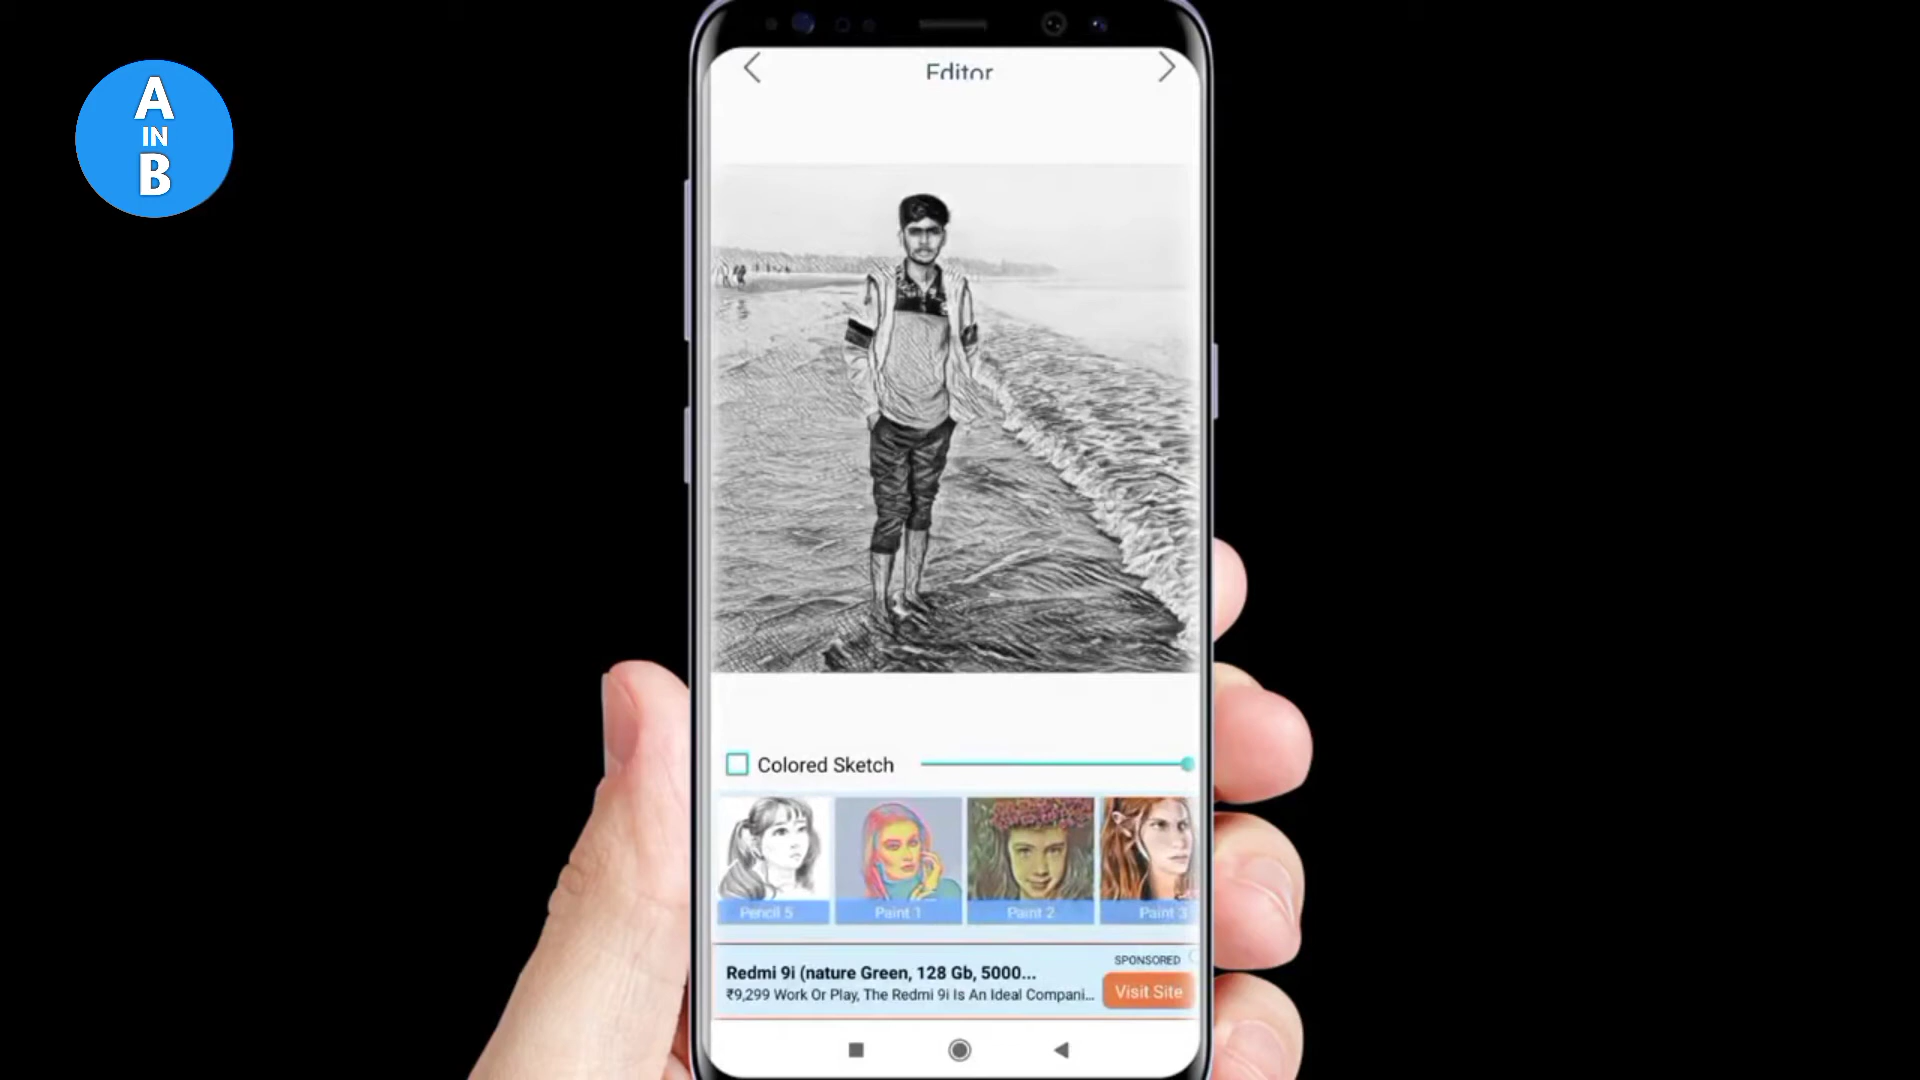 A
IN
B
Editor
Colored Sketch
Pencil 5
Paint 1
Paint 2
Paint 3
Redmi 9i (nature Green, 128 Gb, 5000...
SPONSORED
₹9,299 Work Or Play, The Redmi 9i Is An Ideal Compani...
Visit Site